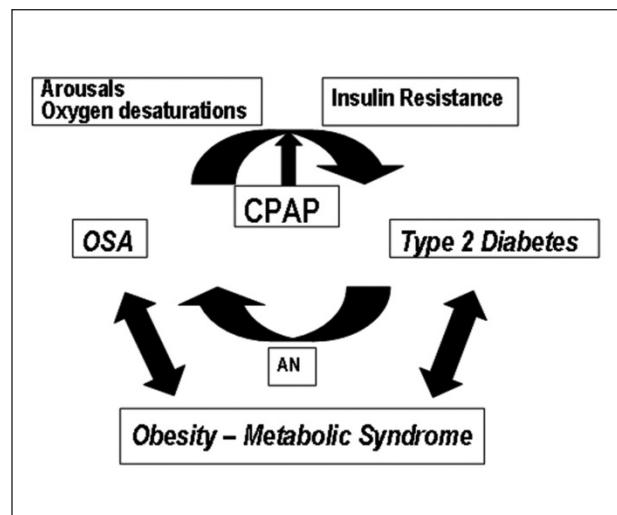 Arousals
Oxygen desaturations
Insulin Resistance
CPAP
OSA
Type 2 Diabetes
AN
Obesity – Metabolic Syndrome